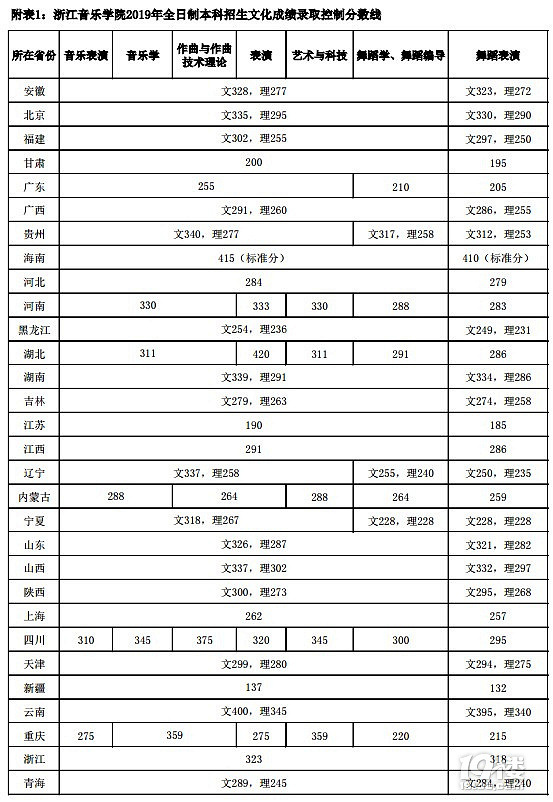 附表1：浙江音乐学院2019年全日制本科招生文化成绩录取控制分数线
所在省份 音乐表演 音乐学 作曲与作曲技术理论 表演 艺术与科技 舞蹈学、舞蹈编导 舞蹈表演
安徽 文328，理277 文323，理272
北京 文335，理295 文330，理290
福建 文302，理255 文297，理250
甘肃 200 195
广东 255 210 205
广西 文291，理260 文286，理255
贵州 文340，理277 文317，理258 文312，理253
海南 415（标准分） 410（标准分）
河北 284 279
河南 330 333 330 288 283
黑龙江 文254，理236 文249，理231
湖北 311 420 311 291 286
湖南 文339，理291 文334，理286
吉林 文279，理263 文274，理258
江苏 190 185
江西 291 286
辽宁 文337，理258 文255，理240 文250，理235
内蒙古 288 264 288 264 259
宁夏 文318，理267 文228，理228 文228，理228
山东 文326，理287 文321，理282
山西 文337，理302 文332，理297
陕西 文300，理273 文295，理268
上海 262 257
四川 310 345 375 320 345 300 295
天津 文299，理280 文294，理275
新疆 137 132
云南 文400，理345 文395，理340
重庆 275 359 275 359 220 215
浙江 323 318
青海 文289，理245 文284，理240